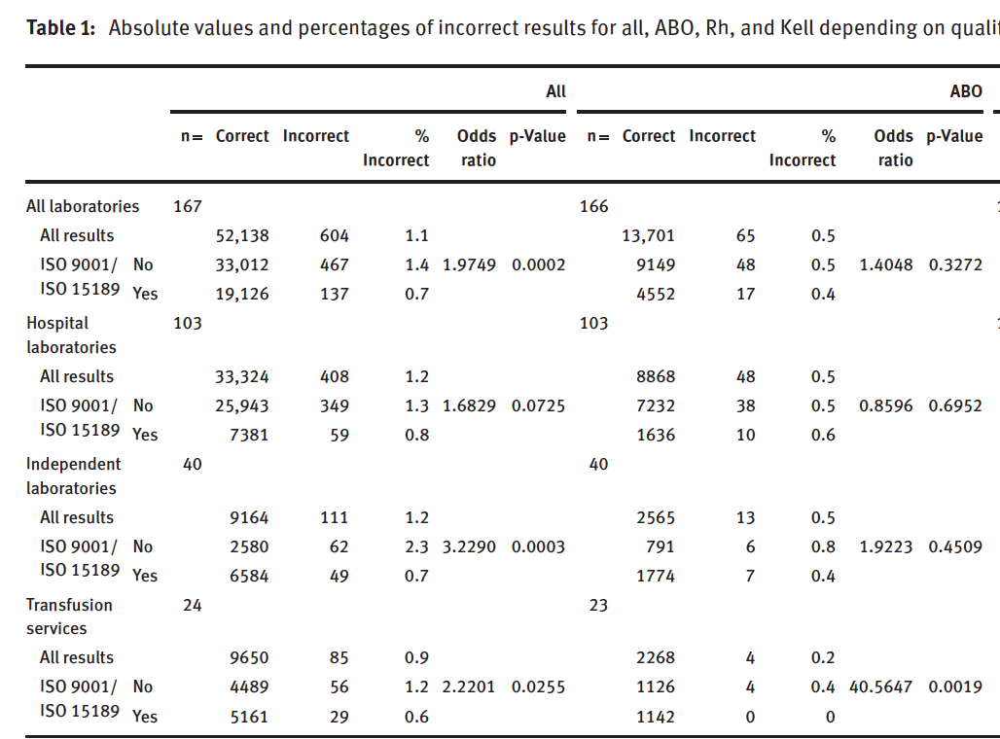 Table 1: Absolute values and percentages of incorrect results for all, ABO, Rh, and Kell depending on
All ABO
n= Correct Incorrect % Odds p-Value n= Correct Incorrect % Odds p-Value
Incorrect ratio Incorrect ratio
All laboratories 167 166
All results 52,138 604 1.1 13,701 65 0.5
ISO 9001/ No 33,012 467 1.4 1.9749 0.0002 9149 48 0.5 1.4048 0.3272
ISO 15189 Yes 19,126 137 0.7 4552 17 0.4
Hospital 103 103
laboratories
All results 33,324 408 1.2 8868 48 0.5
ISO 9001/ No 25,943 349 1.3 1.6829 0.0725 7232 38 0.5 0.8596 0.6952
ISO 15189 Yes 7381 59 0.8 1636 10 0.6
Independent 40 40
laboratories
All results 9164 111 1.2 2565 13 0.5
ISO 9001/ No 2580 62 2.3 3.2290 0.0003 791 6 0.8 1.9223 0.4509
ISO 15189 Yes 6584 49 0.7 1774 7 0.4
Transfusion 24 23
services
All results 9650 85 0.9 2268 4 0.2
ISO 9001/ No 4489 56 1.2 2.2201 0.0255 1126 4 0.4 40.5647 0.0019
ISO 15189 Yes 5161 29 0.6 1142 0 0